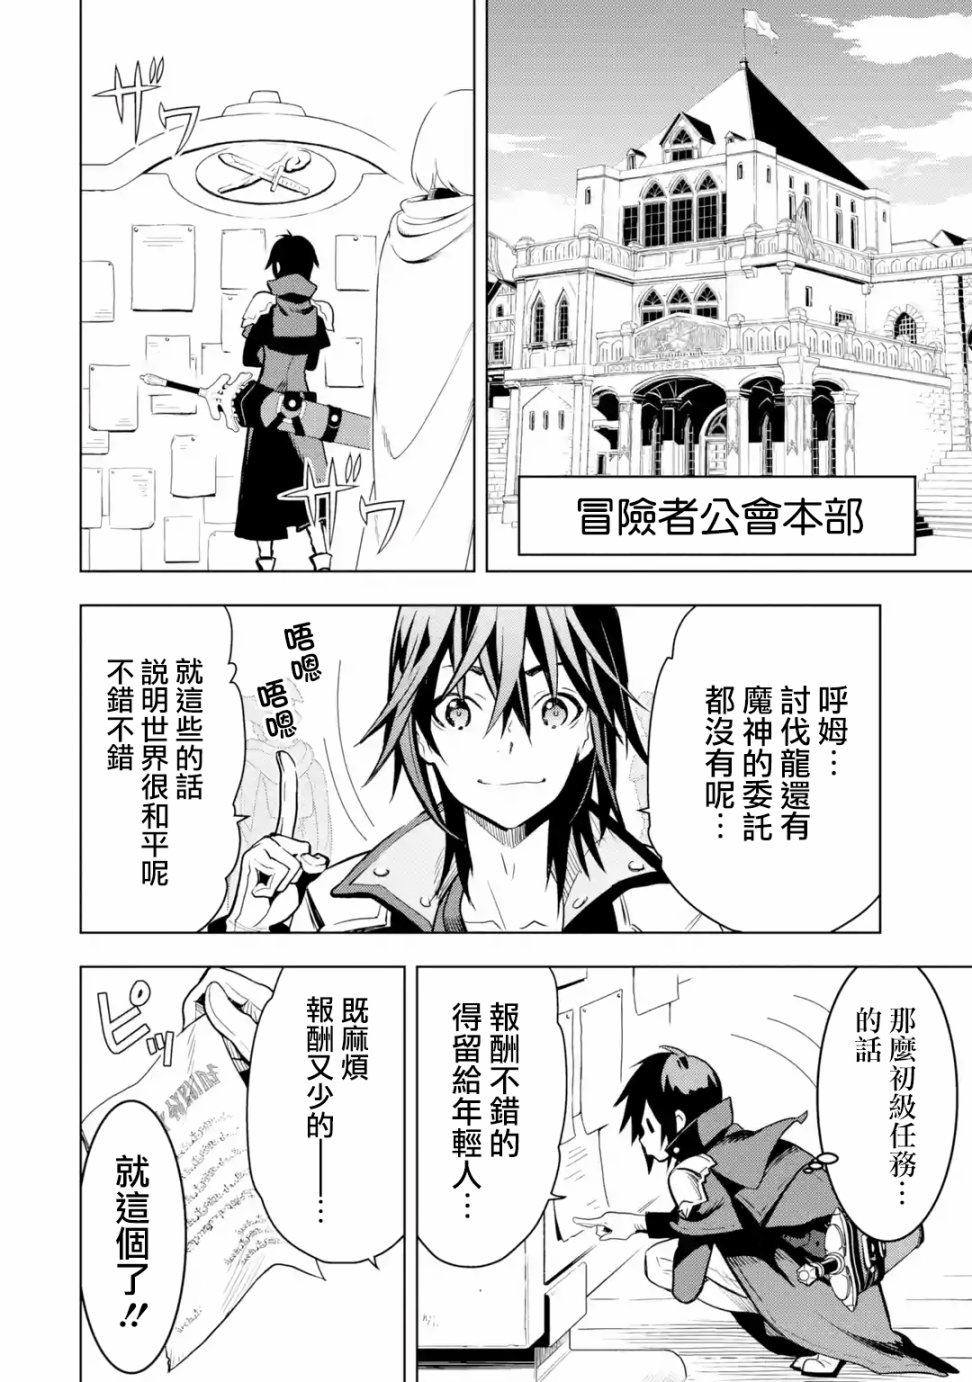 冒險者公會本部
ザ゛
ザワ
ザ゛
ザワ
呼姆…
討伐龍還有
魔神的委託
都沒有呢…
唔嗯
唔嗯
就這些的話
説明世界很和平呢
不錯不錯
那麼初級任務…
的話
報酬不錯的
得留給年輕人…
既麻煩
報酬又少的——…
ピッ
就這個了!!